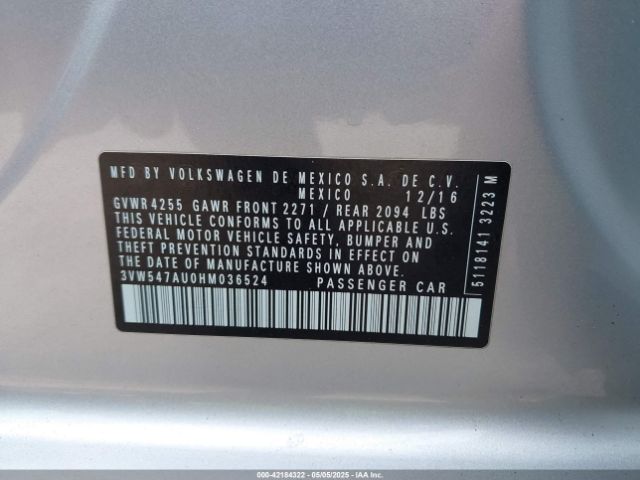 MFD BY VOLKSWAGEN DE MEXICO S.A. DE C.V.
MEXICO 12/16
GVWR4255 GAWR FRONT 2271 / REAR 2094 LBS
THIS VEHICLE CONFORMS TO ALL APPLICABLE U.S.
FEDERAL MOTOR VEHICLE SAFETY, BUMPER AND
THEFT PREVENTION STANDARDS IN EFFECT ON
THE DATE OF MANUFACTURE SHOWN ABOVE.
3VW547AU0HM036524 PASSENGER CAR
5118141 3223 M
000-42184322 - 05/05/2025 - IAA Inc.